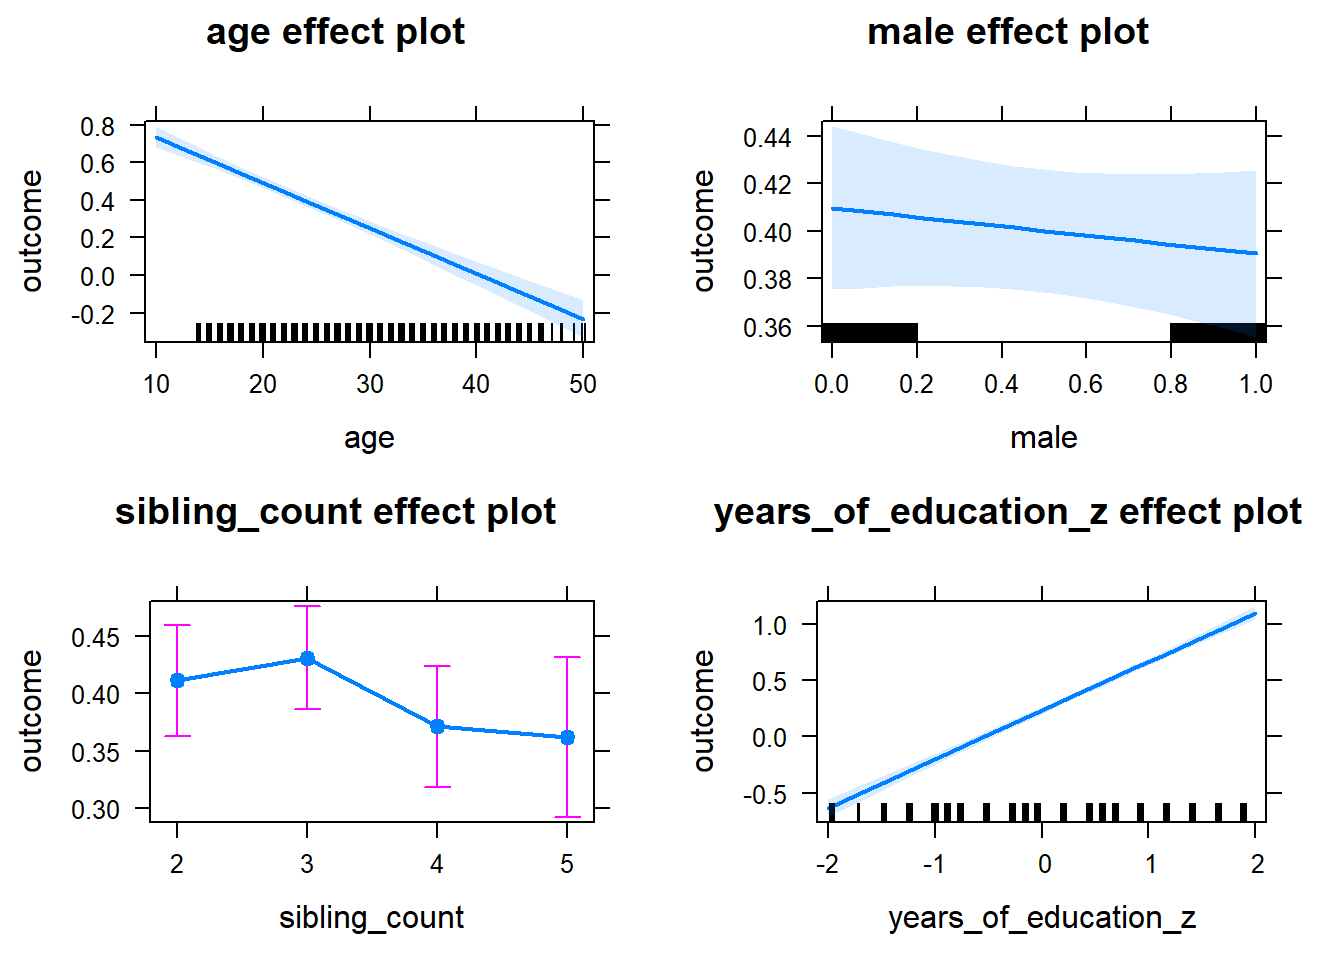 age effect plot
outcome
0.8
0.6
0.4
0.2
0.0
-0.2
10 20 30 40 50
age
male effect plot
outcome
0.44
0.42
0.40
0.38
0.36
0.0 0.2 0.4 0.6 0.8 1.0
male
sibling_count effect plot
outcome
0.45
0.40
0.35
0.30
2 3 4 5
sibling_count
years_of_education_z effect plot
outcome
1.0
0.5
0.0
-0.5
-2 -1 0 1 2
years_of_education_z